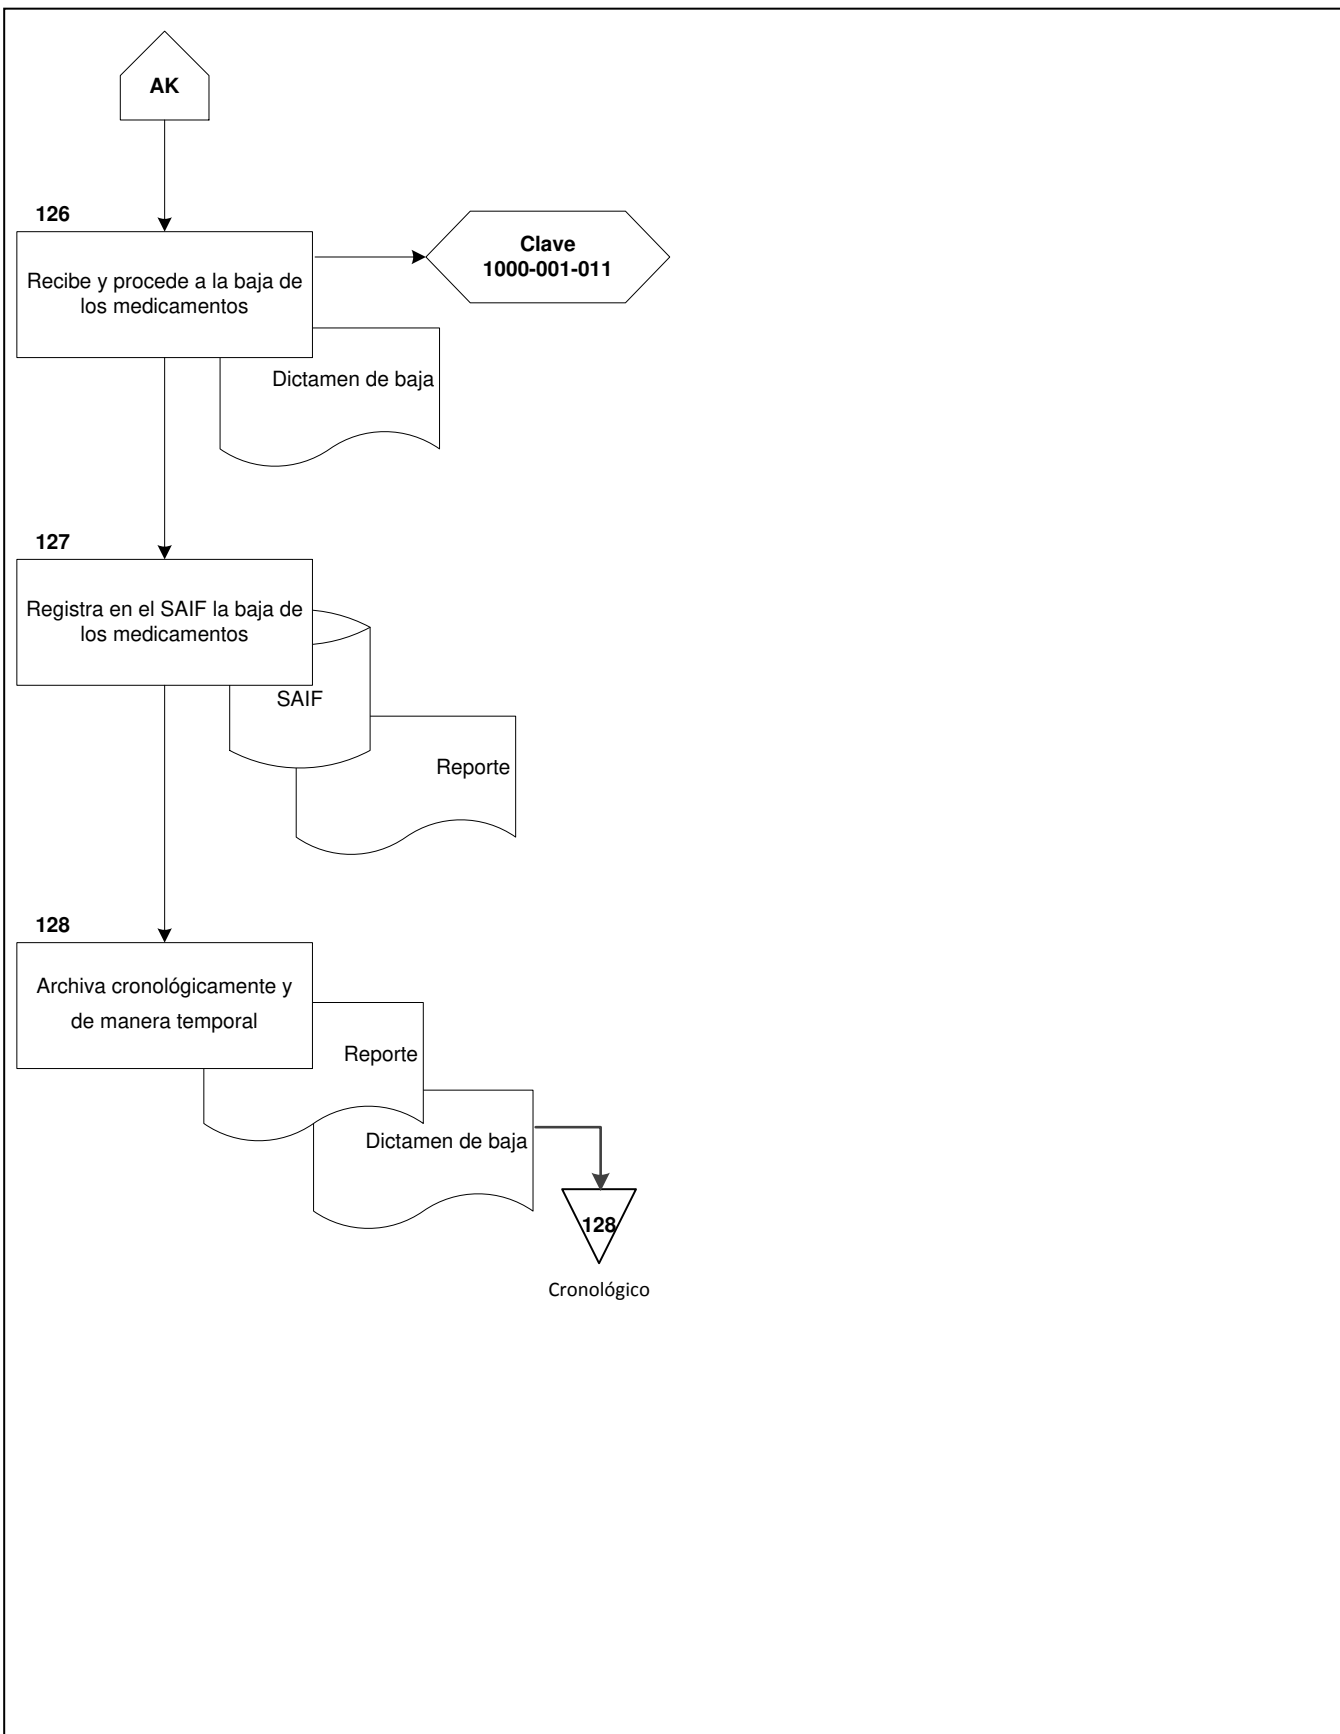 AK
126
Recibe y procede a la baja de
los medicamentos
Clave
1000-001-011
Dictamen de baja
127
Registra en el SAIF la baja de
los medicamentos
SAIF
Reporte
128
Archiva cronológicamente y
de manera temporal
Reporte
Dictamen de baja
128
Cronológico